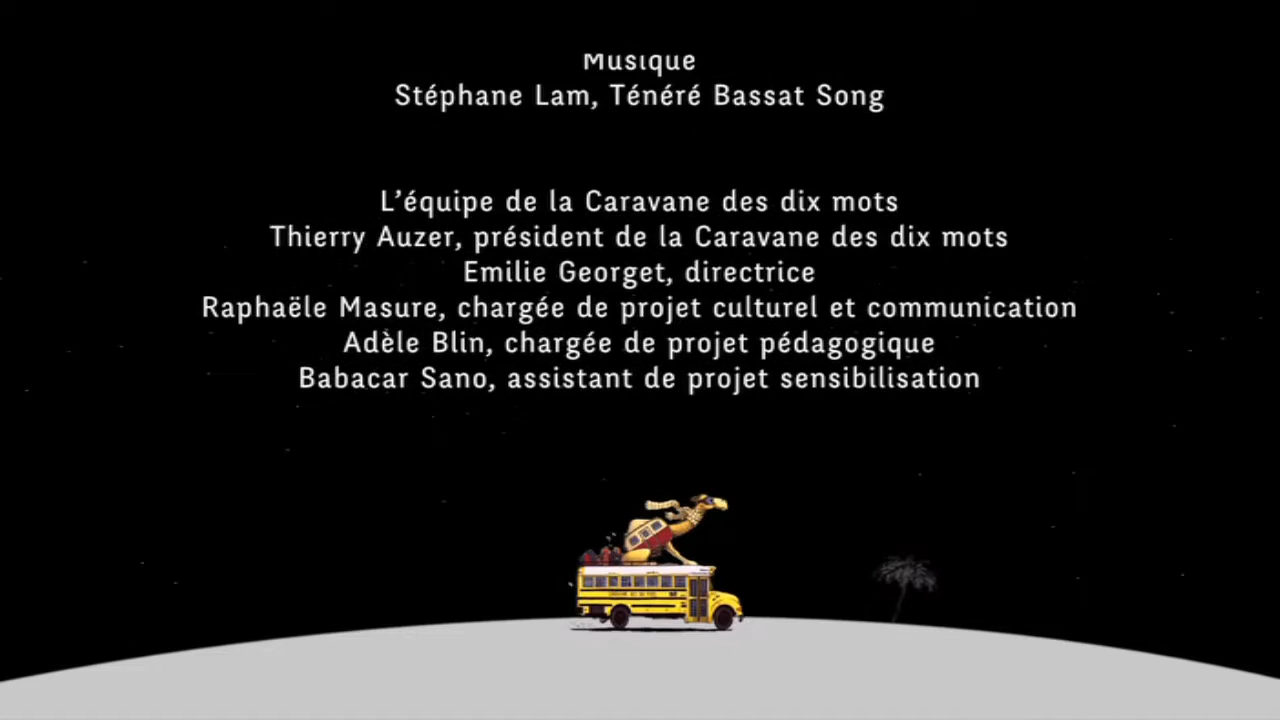 Musique
Stéphane Lam, Ténéré Bassat Song
L’équipe de la Caravane des dix mots
Thierry Auzer, président de la Caravane des dix mots
Emilie Georget, directrice
Raphaële Masure, chargée de projet culturel et communication
Adèle Blin, chargée de projet pédagogique
Babacar Sano, assistant de projet sensibilisation